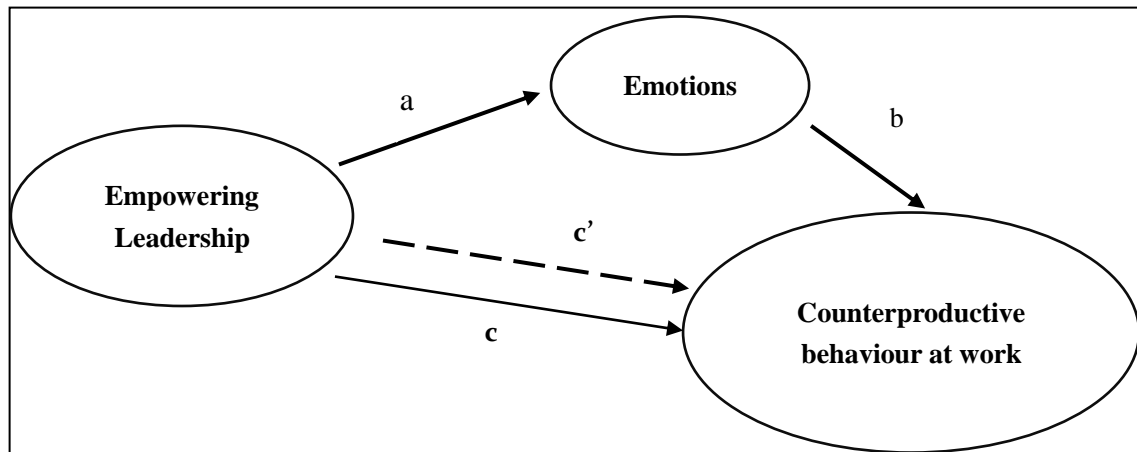 Emotions
a
b
Empowering
Leadership
c’
c
Counterproductive
behaviour at work